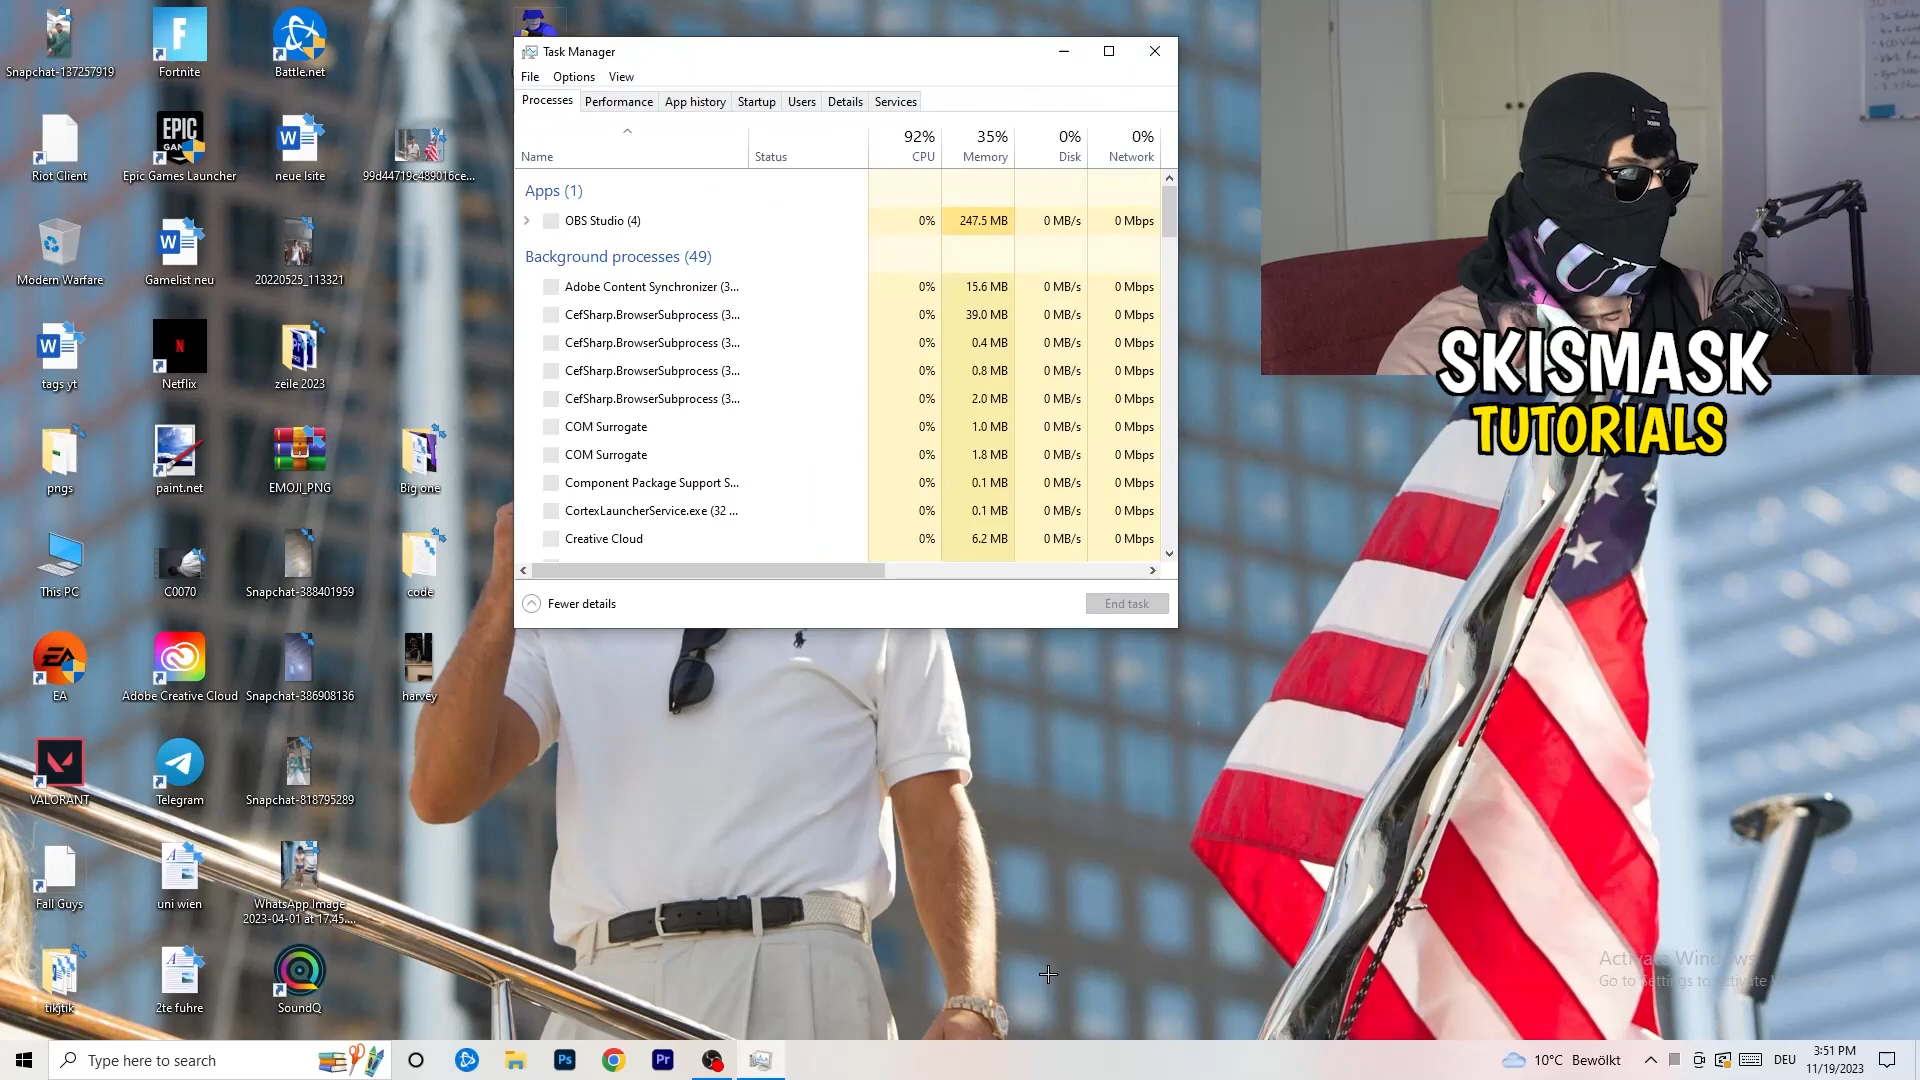 Snapchat-137257919
Fortnite
Battle.net
Riot Client
EPIC
GAMES
Epic Games Launcher
neue lsite
99d44719c489016ce...
Modern Warfare
Gamelist neu
20220525_113321
tags yt
Netflix
zeile 2023
pngs
paint.net
EMOJI_PNG
Big one
This PC
C0070
Snapchat-388401959
code
EA
Adobe Creative Cloud
Snapchat-386908136
harvey
VALORANT
Telegram
Snapchat-818795289
Fall Guys
uni wien
WhatsApp Image
2023-04-01 at 17.45....
tikjtik
2te fuhre
SoundQ
Task Manager
File Options View
Processes Performance App history Startup Users Details Services
92% 35% 0% 0%
Name Status CPU Memory Disk Network
Apps (1)
OBS Studio (4) 0% 247.5 MB 0 MB/s 0 Mbps
Background processes (49)
Adobe Content Synchronizer (3... 0% 15.6 MB 0 MB/s 0 Mbps
CefSharp.BrowserSubprocess (3... 0% 39.0 MB 0 MB/s 0 Mbps
CefSharp.BrowserSubprocess (3... 0% 0.4 MB 0 MB/s 0 Mbps
CefSharp.BrowserSubprocess (3... 0% 0.8 MB 0 MB/s 0 Mbps
CefSharp.BrowserSubprocess (3... 0% 2.0 MB 0 MB/s 0 Mbps
COM Surrogate 0% 1.0 MB 0 MB/s 0 Mbps
COM Surrogate 0% 1.8 MB 0 MB/s 0 Mbps
Component Package Support S... 0% 0.1 MB 0 MB/s 0 Mbps
CortexLauncherService.exe (32 ... 0% 0.1 MB 0 MB/s 0 Mbps
Creative Cloud 0% 6.2 MB 0 MB/s 0 Mbps
Fewer details
End task
SKISMASK
TUTORIALS
Activate Windows
Go to Settings to activate
Type here to search
Ps
Pr
10°C Bewölkt
DEU
3:51 PM
11/19/2023